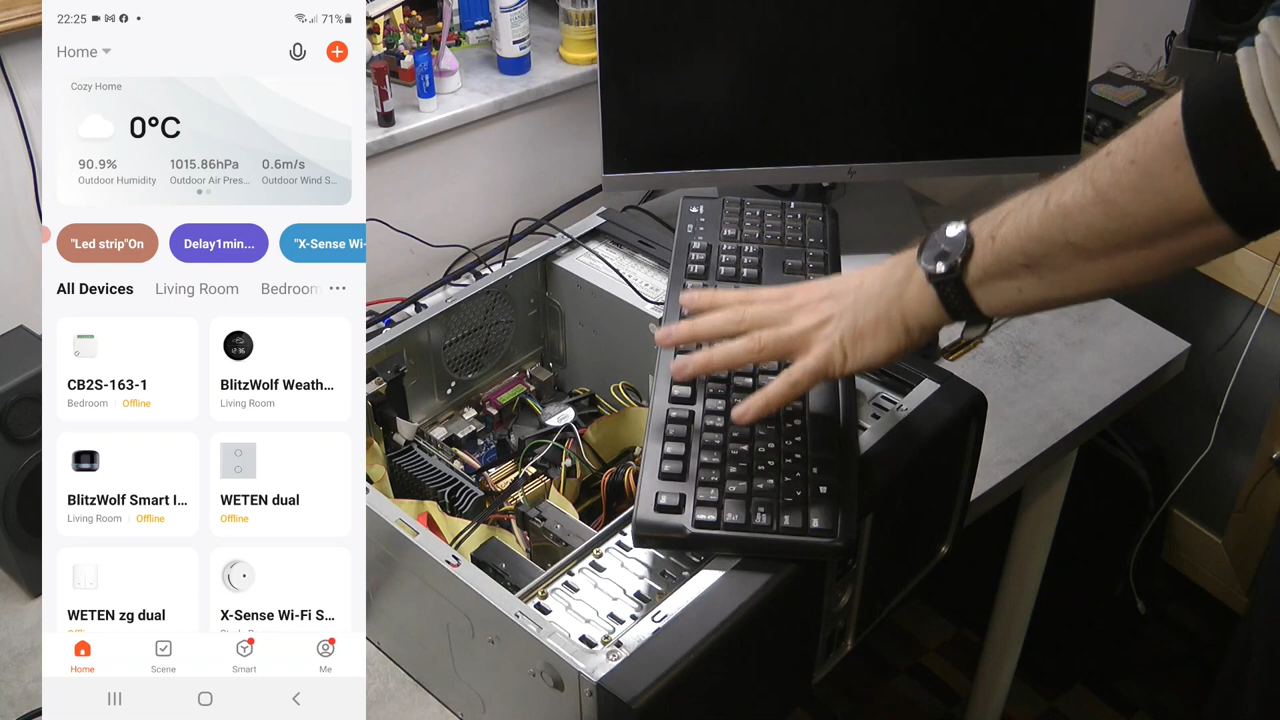 22:25
71%
Home
Cozy Home
0°C
90.9%
1015.86hPa
0.6m/s
Outdoor Humidity
Outdoor Air Pres...
Outdoor Wind S...
"Led strip"On
Delay1min...
"X-Sense Wi-
All Devices
Living Room
Bedroom
CB2S-163-1
Bedroom
Offline
BlitzWolf Weath...
Living Room
BlitzWolf Smart I...
Living Room
Offline
WETEN dual
Offline
WETEN zg dual
X-Sense Wi-Fi S...
Home
Scene
Smart
Me
hp